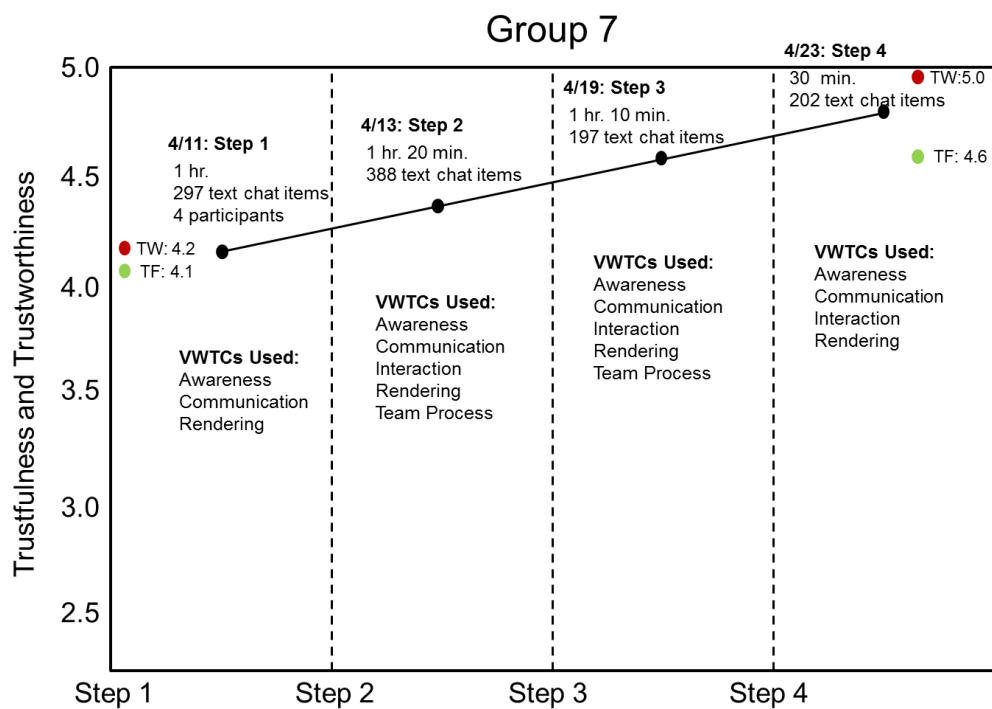 Group 7
Trustfulness and Trustworthiness
5.0
4.5
4.0
3.5
3.0
2.5
4/11: Step 1
1 hr.
297 text chat items
4 participants
TW: 4.2
TF: 4.1
VWTCs Used:
Awareness
Communication
Rendering
4/13: Step 2
1 hr. 20 min.
388 text chat items
VWTCs Used:
Awareness
Communication
Interaction
Rendering
Team Process
4/19: Step 3
1 hr. 10 min.
197 text chat items
VWTCs Used:
Awareness
Communication
Interaction
Rendering
Team Process
4/23: Step 4
30 min.
202 text chat items
TW:5.0
TF: 4.6
VWTCs Used:
Awareness
Communication
Interaction
Rendering
Step 1
Step 2
Step 3
Step 4